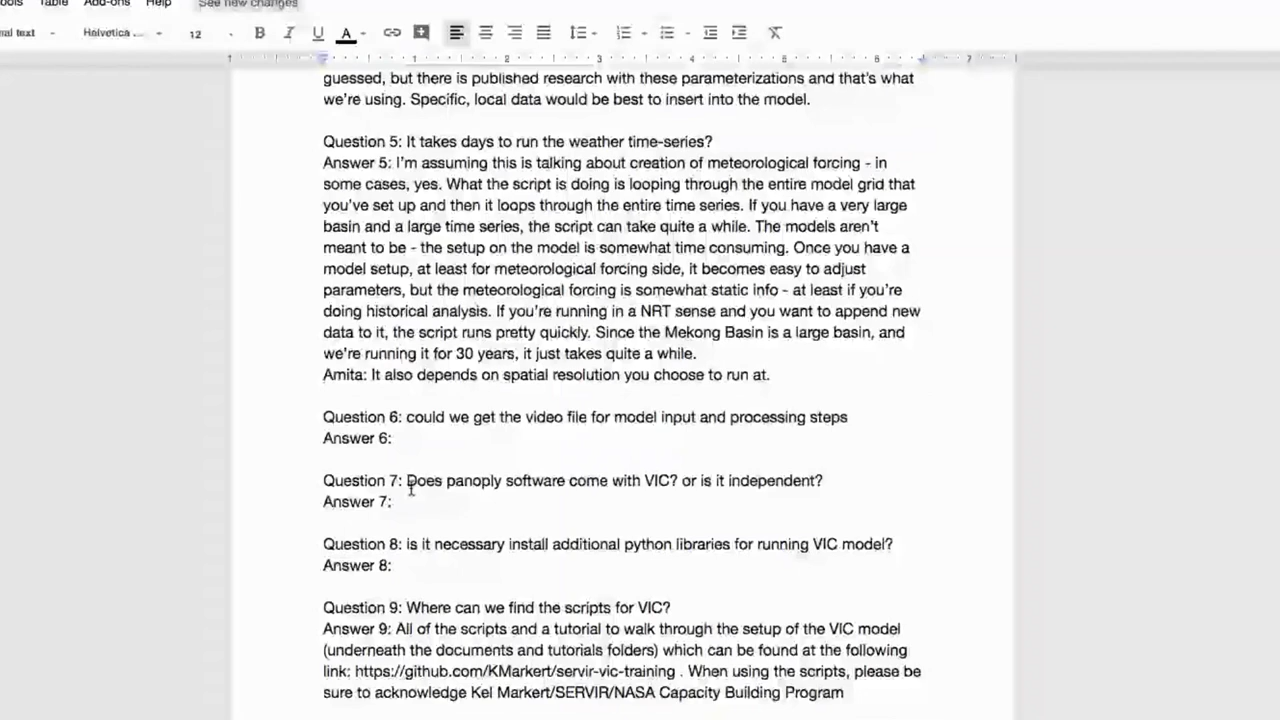 ools Table Add-ons Help See new changes
al text Helvetica ... 12 B I U A
1 1 2 3 4 5 6 7
guessed, but there is published research with these parameterizations and that's what
we're using. Specific, local data would be best to insert into the model.
Question 5: It takes days to run the weather time-series?
Answer 5: I'm assuming this is talking about creation of meteorological forcing - in
some cases, yes. What the script is doing is looping through the entire model grid that
you've set up and then it loops through the entire time series. If you have a very large
basin and a large time series, the script can take quite a while. The models aren't
meant to be - the setup on the model is somewhat time consuming. Once you have a
model setup, at least for meteorological forcing side, it becomes easy to adjust
parameters, but the meteorological forcing is somewhat static info - at least if you're
doing historical analysis. If you're running in a NRT sense and you want to append new
data to it, the script runs pretty quickly. Since the Mekong Basin is a large basin, and
we're running it for 30 years, it just takes quite a while.
Amita: It also depends on spatial resolution you choose to run at.
Question 6: could we get the video file for model input and processing steps
Answer 6:
Question 7: Does panoply software come with VIC? or is it independent?
Answer 7:
Question 8: is it necessary install additional python libraries for running VIC model?
Answer 8:
Question 9: Where can we find the scripts for VIC?
Answer 9: All of the scripts and a tutorial to walk through the setup of the VIC model
(underneath the documents and tutorials folders) which can be found at the following
link: https://github.com/KMarkert/servir-vic-training . When using the scripts, please be
sure to acknowledge Kel Markert/SERVIR/NASA Capacity Building Program